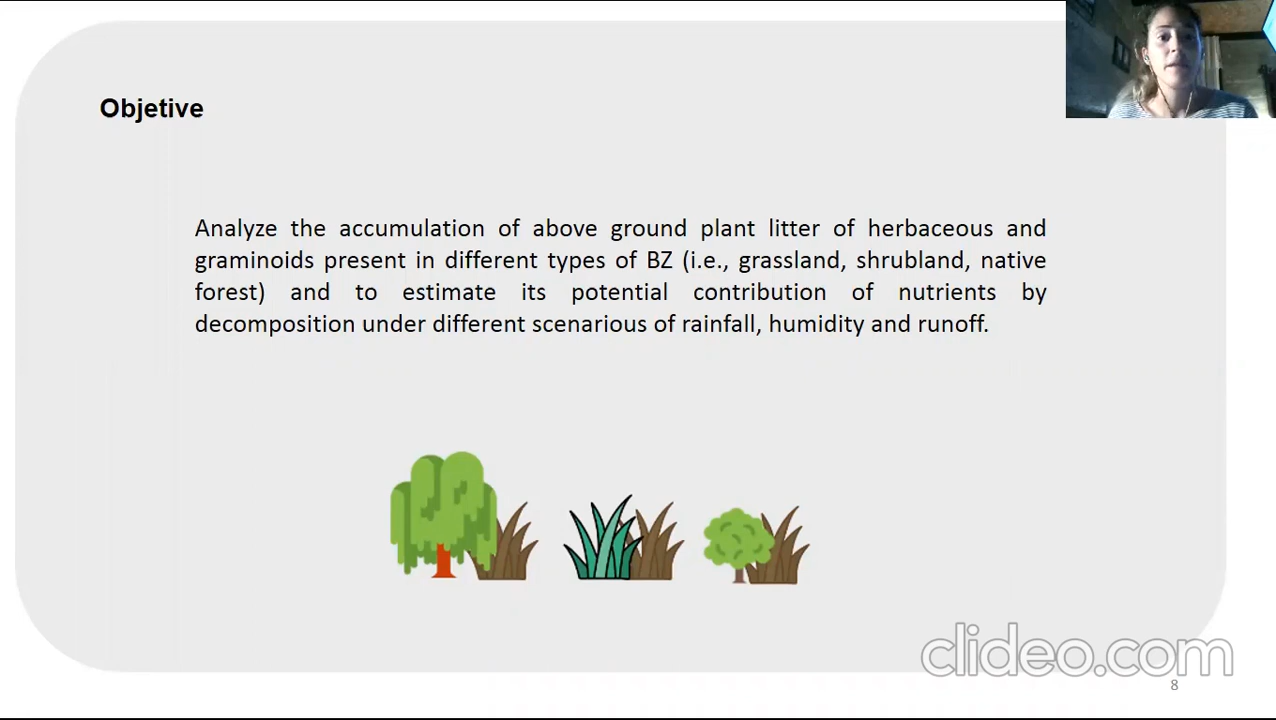 Objetive
Analyze the accumulation of above ground plant litter of herbaceous and
graminoids present in different types of BZ (i.e., grassland, shrubland, native
forest) and to estimate its potential contribution of nutrients by
decomposition under different scenarious of rainfall, humidity and runoff.
clideo.com
8